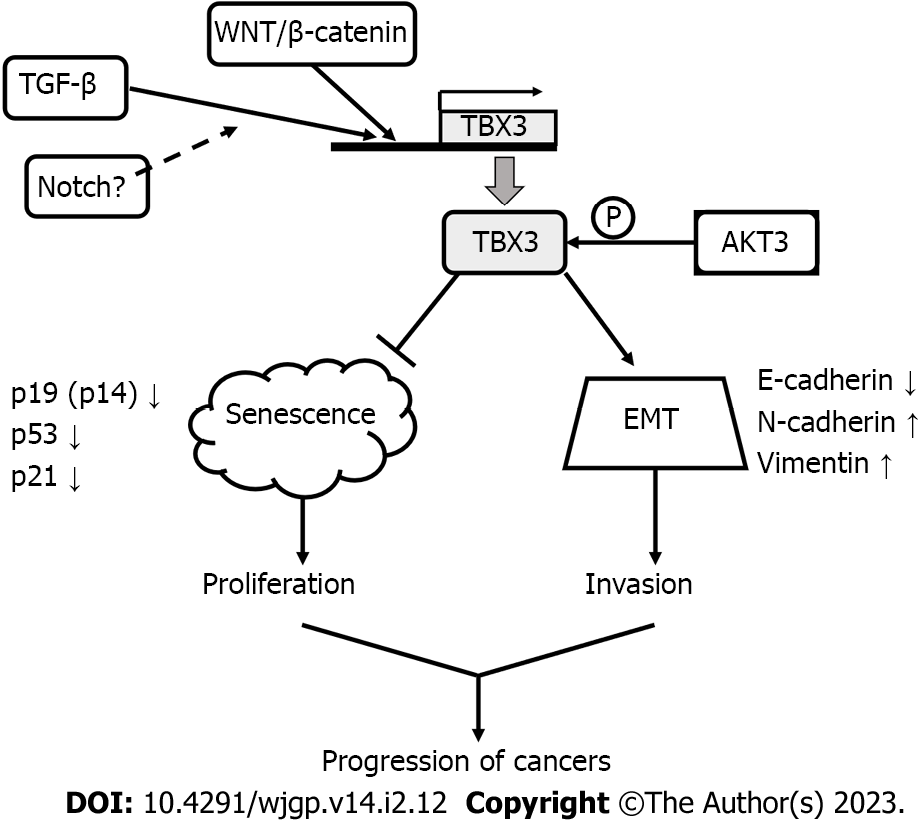 WNT/β-catenin
TGF-β
TBX3
Notch?
P
TBX3
AKT3
p19 (p14) ↓
p53 ↓
p21 ↓
Senescence
EMT
E-cadherin ↓
N-cadherin ↑
Vimentin ↑
Proliferation
Invasion
Progression of cancers
DOI: 10.4291/wjgp.v14.i2.12 Copyright ©The Author(s) 2023.